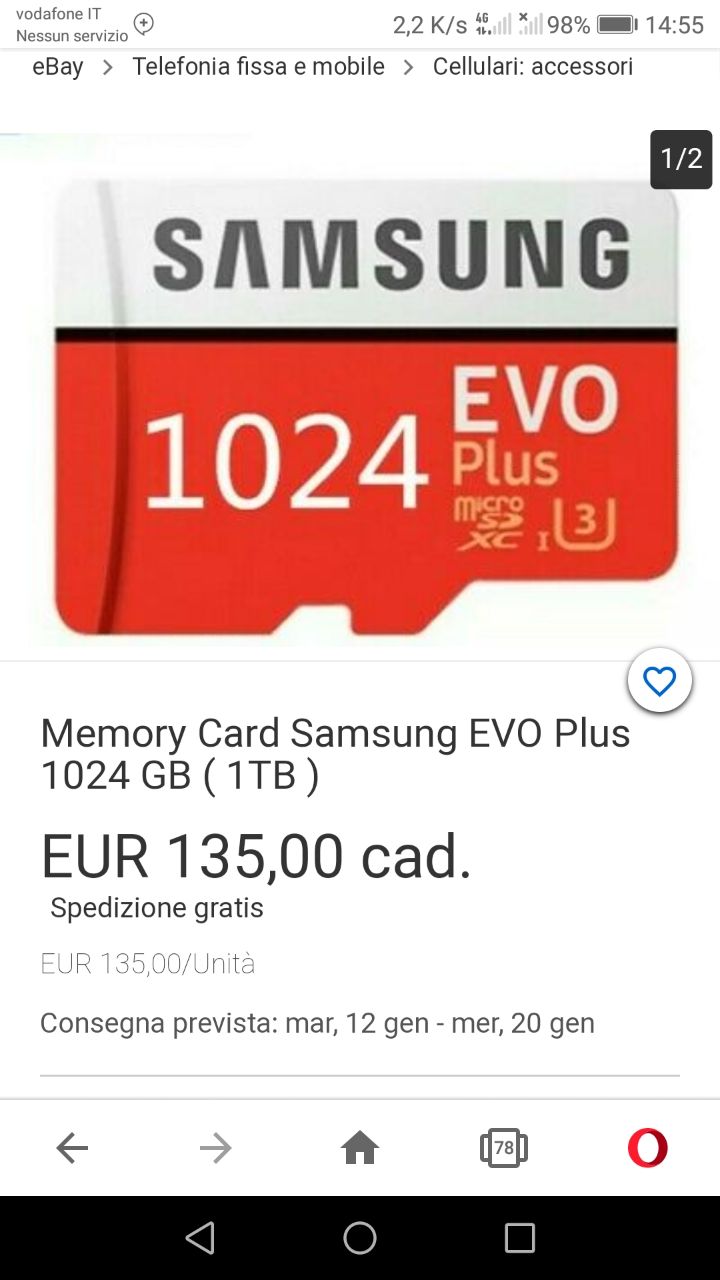 vodafone IT
Nessun servizio
2,2 K/s 4G 98% 14:55
eBay > Telefonia fissa e mobile > Cellulari: accessori
1/2
SAMSUNG
1024
EVO
Plus
micro
SD
XC I U3
Memory Card Samsung EVO Plus
1024 GB ( 1TB )
EUR 135,00 cad.
Spedizione gratis
EUR 135,00/Unità
Consegna prevista: mar, 12 gen - mer, 20 gen
78